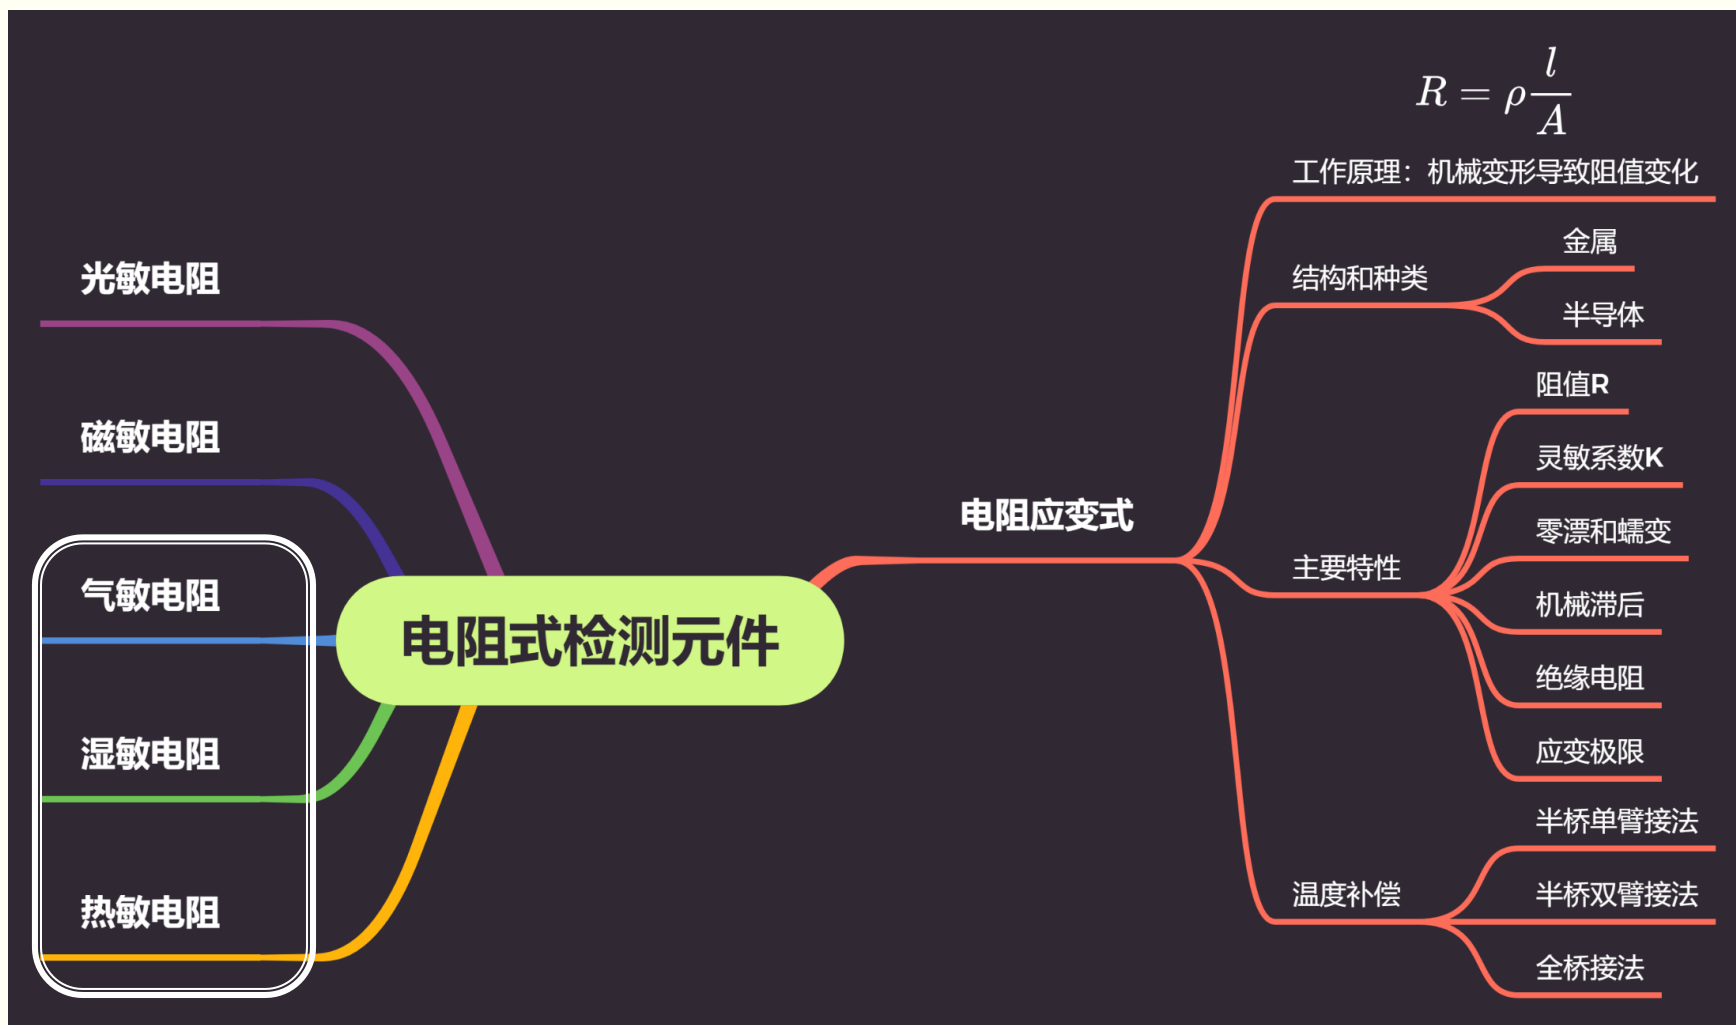 光敏电阻
磁敏电阻
气敏电阻
湿敏电阻
热敏电阻
电阻式检测元件
电阻应变式
R = ρ l/A
工作原理：机械变形导致阻值变化
结构和种类
金属
半导体
主要特性
阻值R
灵敏系数K
零漂和蠕变
机械滞后
绝缘电阻
应变极限
温度补偿
半桥单臂接法
半桥双臂接法
全桥接法